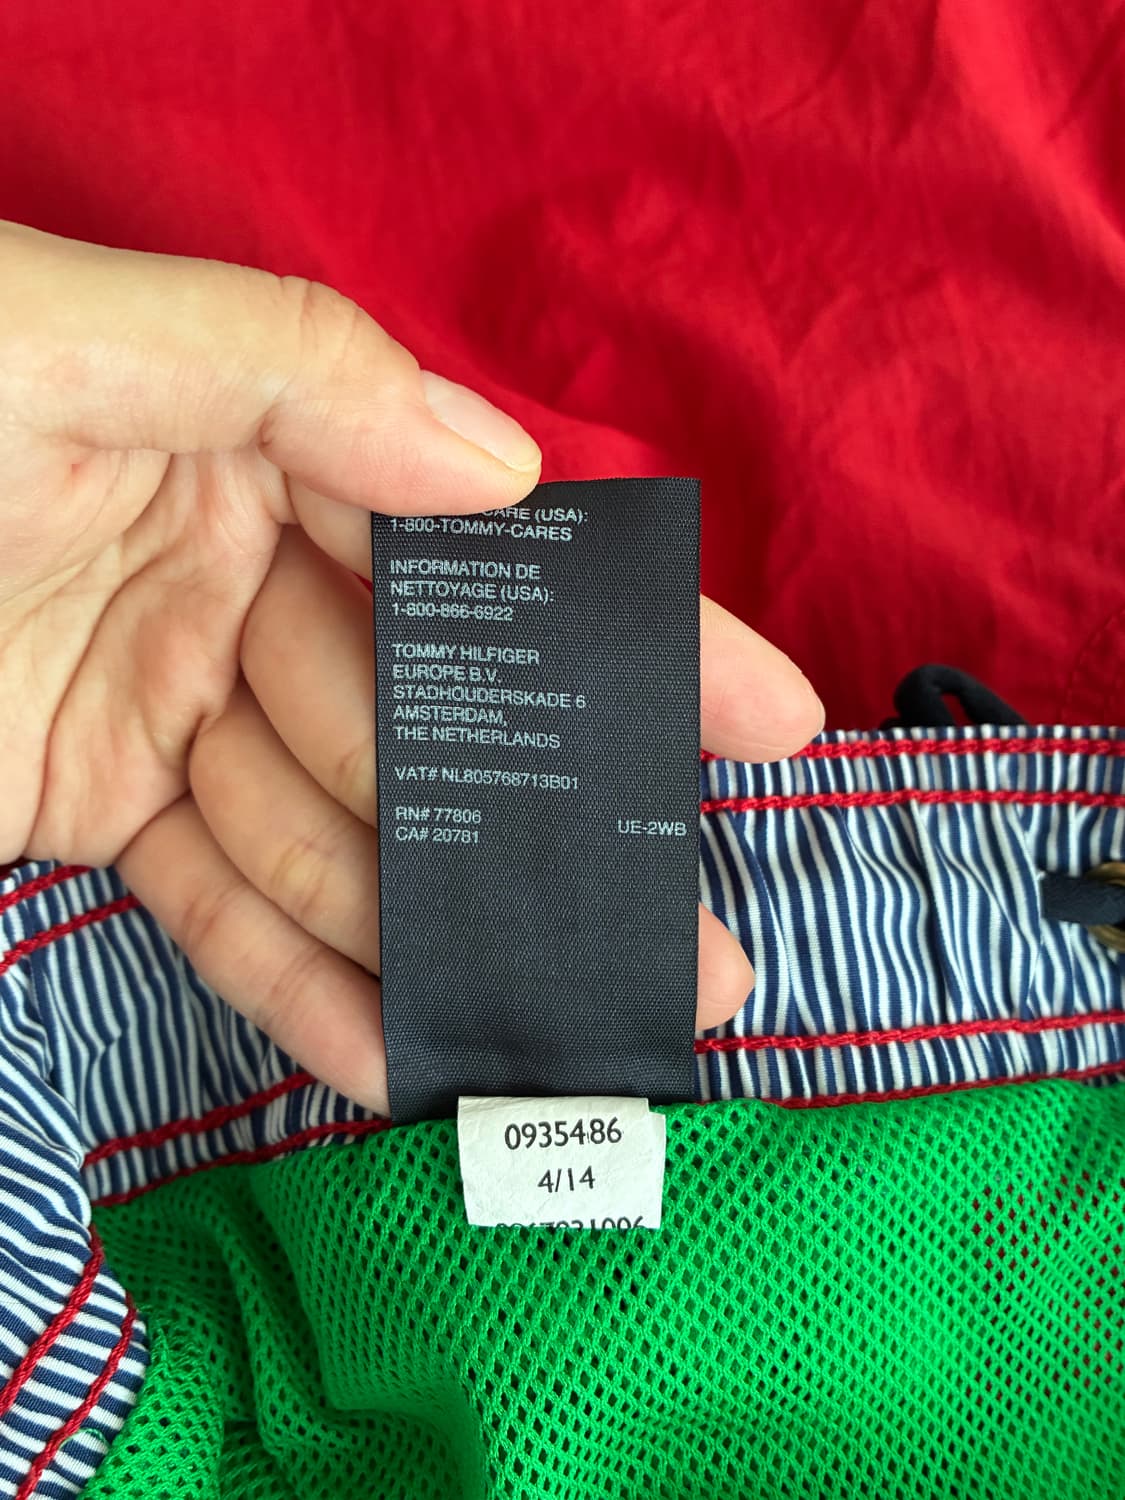 CARE (USA):
1-800-TOMMY-CARES
INFORMATION DE
NETTOYAGE (USA):
1-800-866-6922
TOMMY HILFIGER
EUROPE B.V.
STADHOUDERSKADE 6
AMSTERDAM,
THE NETHERLANDS
VAT# NL805768713B01
RN# 77806
CA# 20781
UE-2WB
0935486
4/14